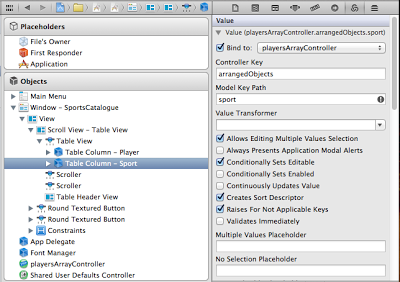 Placeholders
File's Owner
First Responder
Application
Objects
Main Menu
Window - SportsCatalogue
View
Scroll View - Table View
Table View
Table Column - Player
Table Column - Sport
Scroller
Scroller
Table Header View
Round Textured Button
Round Textured Button
Constraints
App Delegate
Font Manager
playersArrayController
Shared User Defaults Controller
Value
Value (playersArrayController.arrangedObjects.sport)
Bind to: playersArrayController
Controller Key
arrangedObjects
Model Key Path
sport
Value Transformer
Allows Editing Multiple Values Selection
Always Presents Application Modal Alerts
Conditionally Sets Editable
Conditionally Sets Enabled
Continuously Updates Value
Creates Sort Descriptor
Raises For Not Applicable Keys
Validates Immediately
Multiple Values Placeholder
No Selection Placeholder